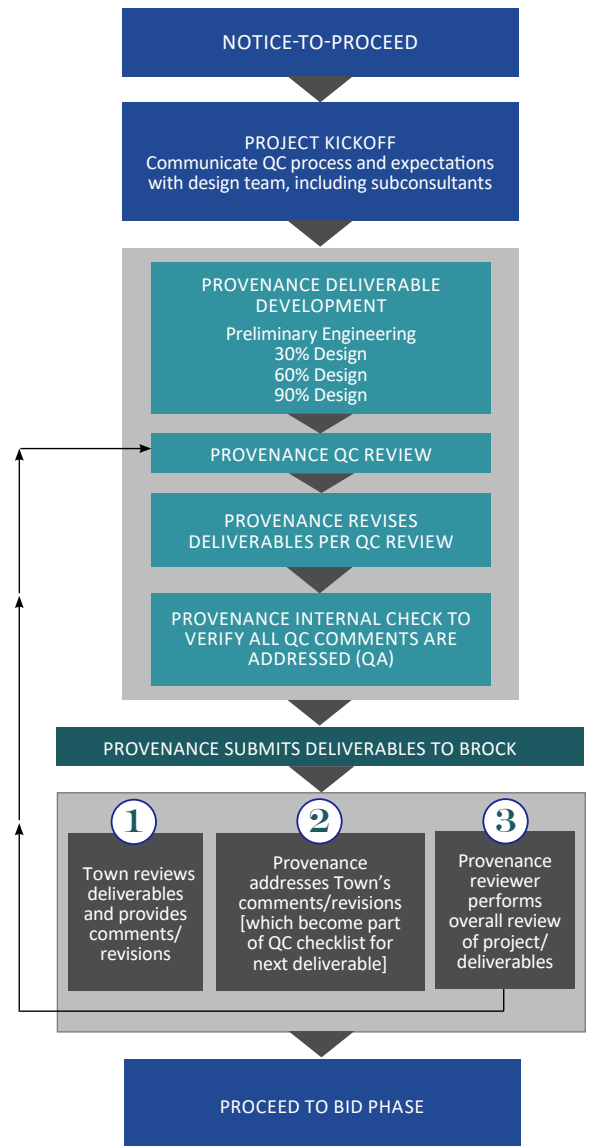 NOTICE-TO-PROCEED
PROJECT KICKOFF
Communicate QC process and expectations
with design team, including subconsultants
PROVENANCE DELIVERABLE
DEVELOPMENT
Preliminary Engineering
30% Design
60% Design
90% Design
PROVENANCE QC REVIEW
PROVENANCE REVISES
DELIVERABLES PER QC REVIEW
PROVENANCE INTERNAL CHECK TO
VERIFY ALL QC COMMENTS ARE
ADDRESSED (QA)
PROVENANCE SUBMITS DELIVERABLES TO BROCK
1
Town reviews
deliverables
and provides
comments/
revisions
2
Provenance
addresses Town's
comments/revisions
[which become part
of QC checklist for
next deliverable]
3
Provenance
reviewer
performs
overall review
of project/
deliverables
PROCEED TO BID PHASE